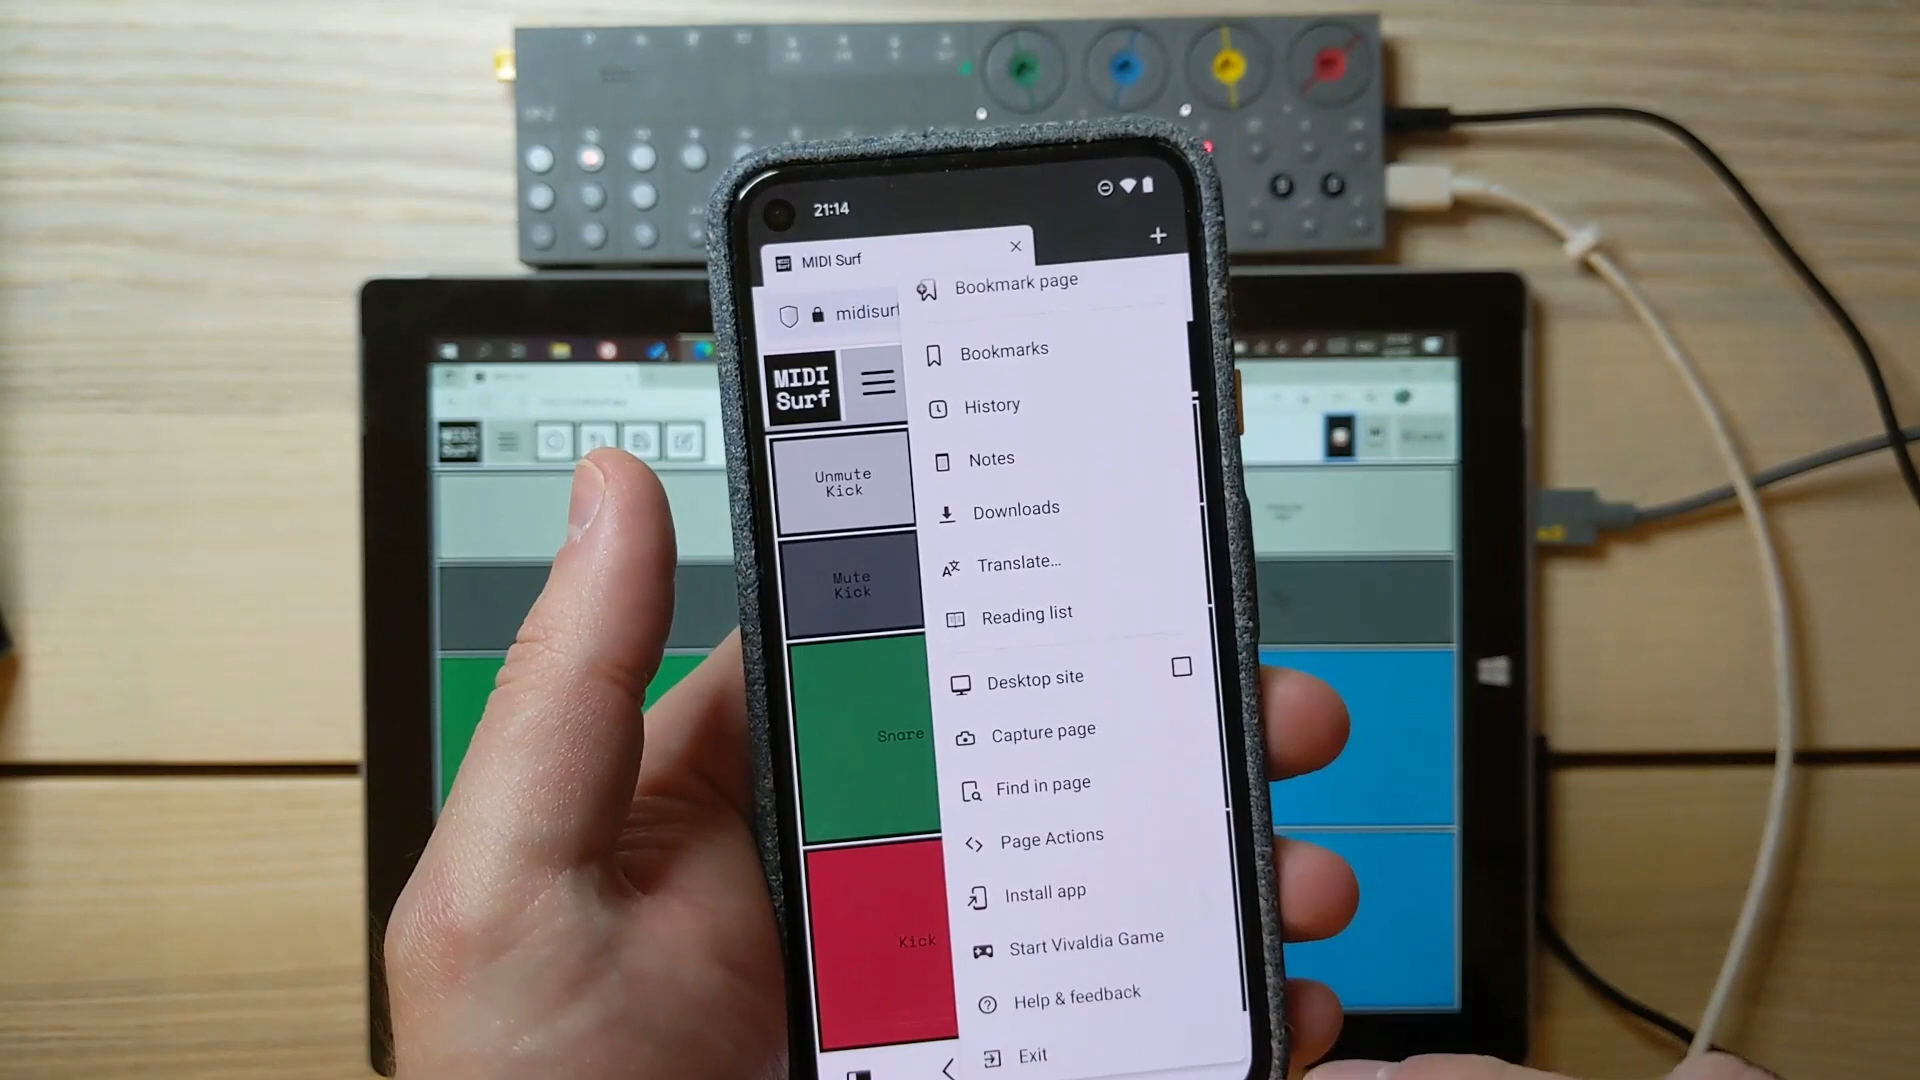 21:14
MIDI Surf
Bookmark page
midisurf
Bookmarks
MIDI
Surf
History
Unmute
Kick
Notes
Downloads
Translate...
Mute
Kick
Reading list
Desktop site
Snare
Capture page
Find in page
Page Actions
Install app
Kick
Start Vivaldia Game
Help & feedback
Exit